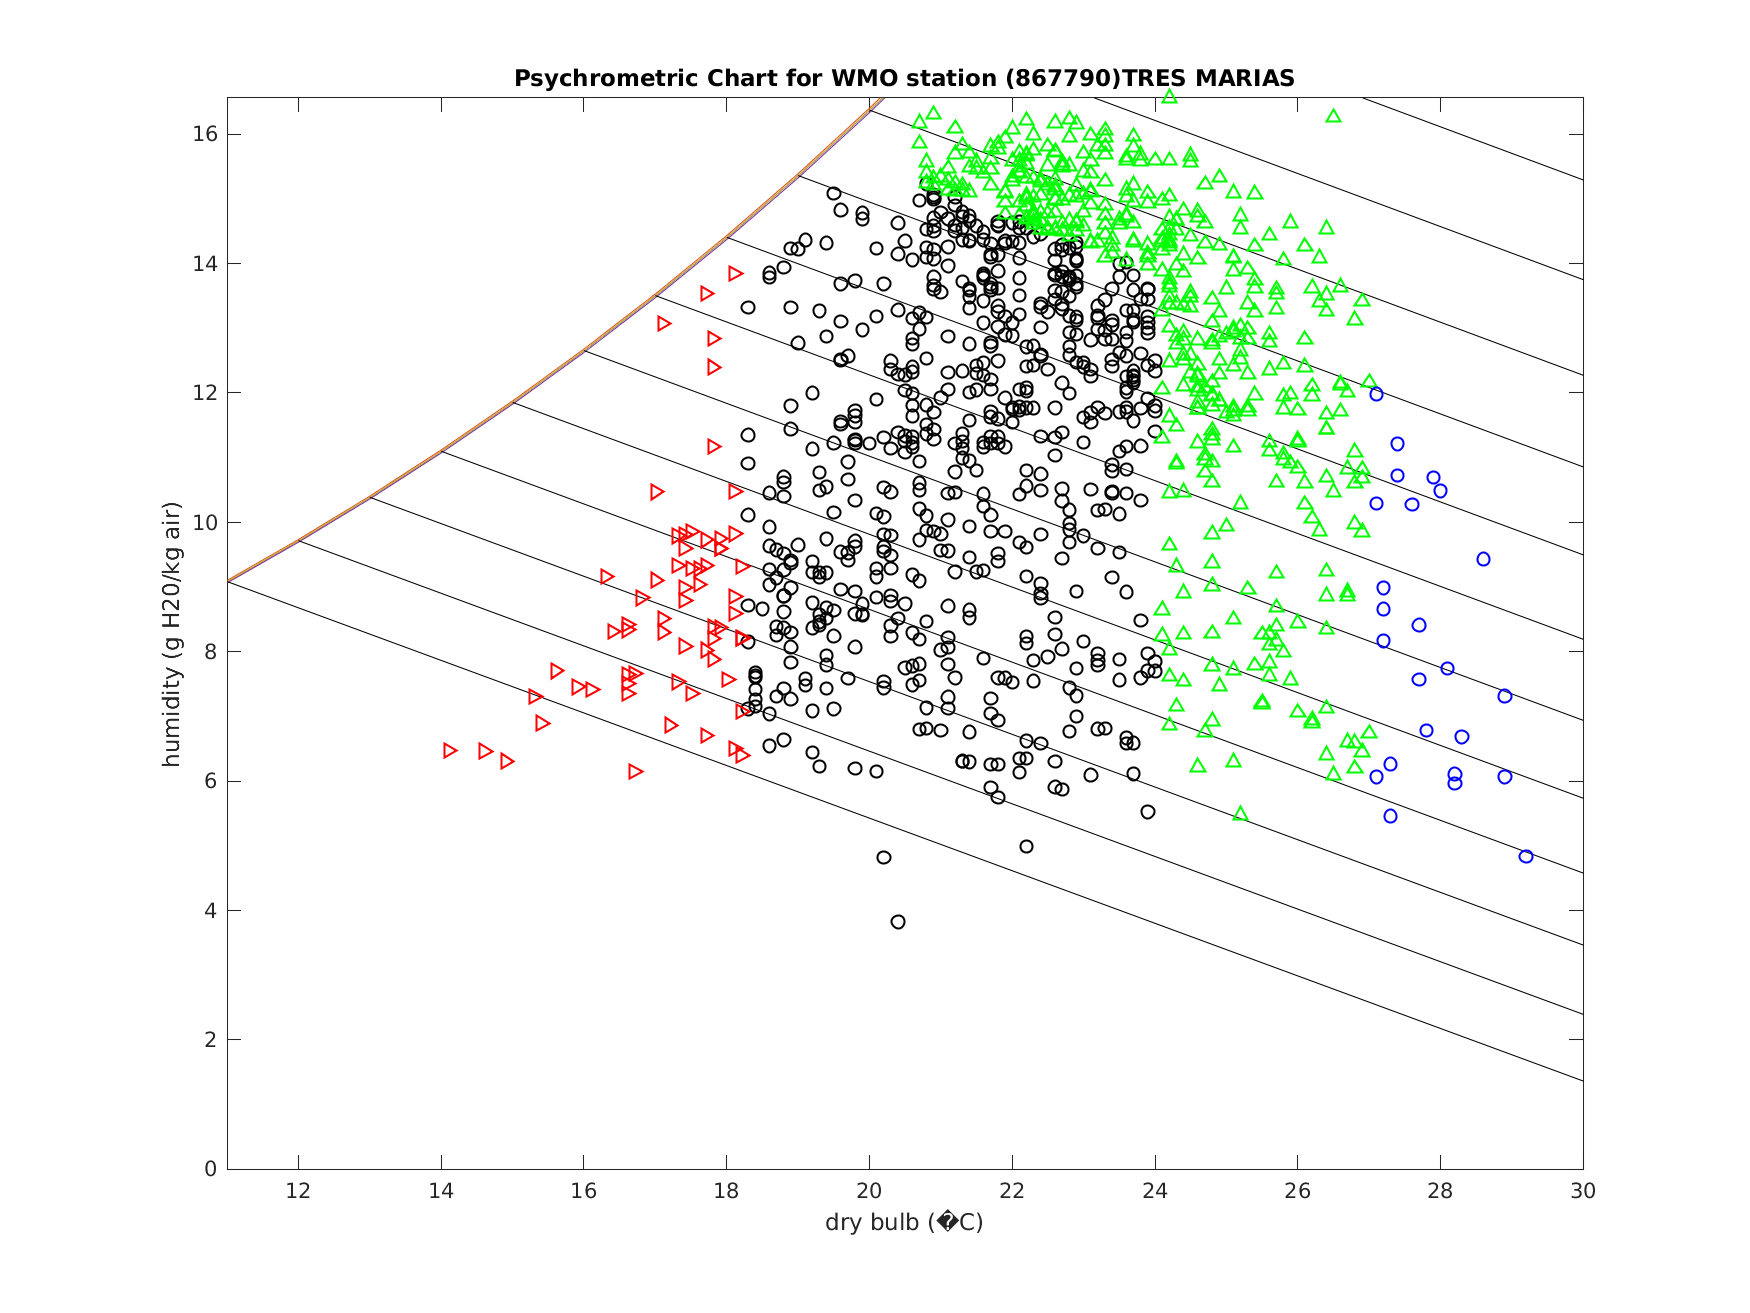 Psychrometric Chart for WMO station (867790)TRES MARIAS
humidity (g H20/kg air)
16
14
12
10
8
6
4
2
0
12 14 16 18 20 22 24 26 28 30
dry bulb (�C)